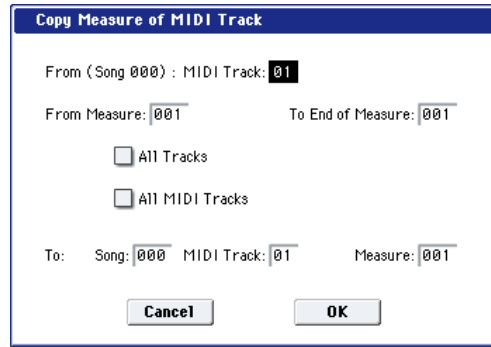 Copy Measure of MIDI Track
From (Song 000) : MIDI Track: 01
From Measure: 001 To End of Measure: 001
All Tracks
All MIDI Tracks
To: Song: 000 MIDI Track: 01 Measure: 001
Cancel OK